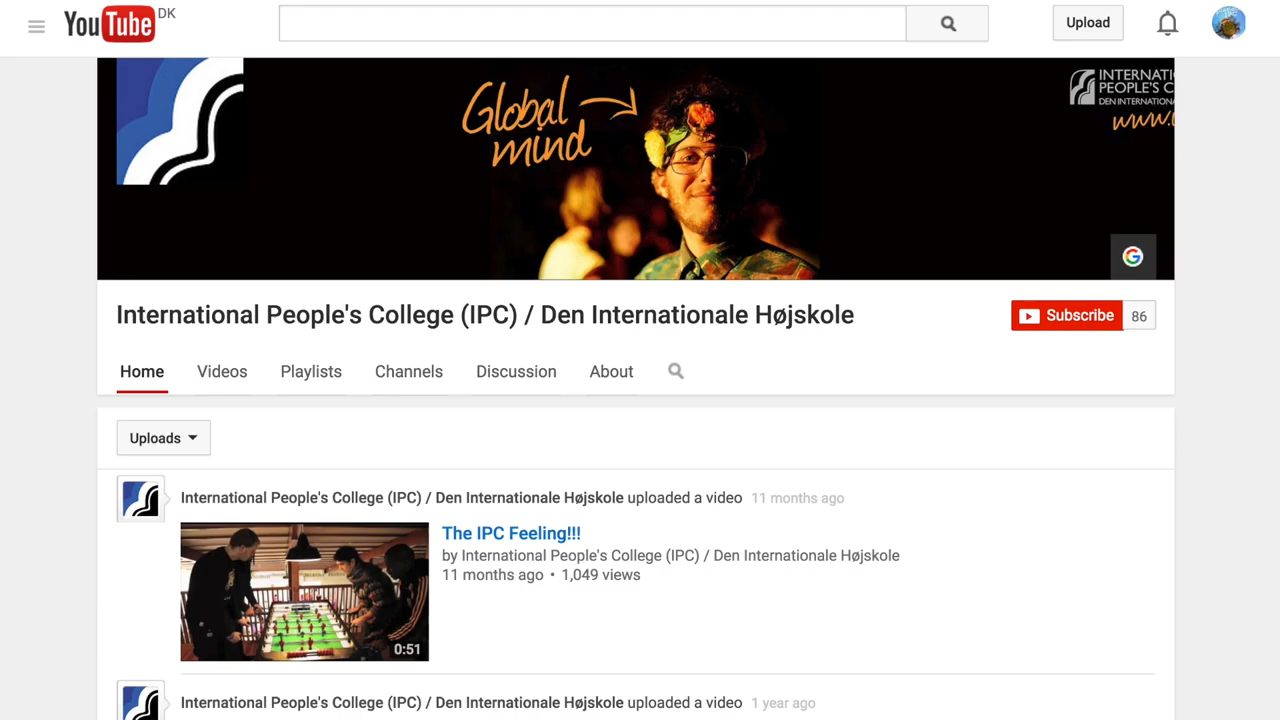 YouTube DK
Upload
Global
mind
INTERNATI
PEOPLE'S C
DEN INTERNATIONA
www.
International People's College (IPC) / Den Internationale Højskole
Subscribe 86
Home Videos Playlists Channels Discussion About
Uploads
International People's College (IPC) / Den Internationale Højskole uploaded a video 11 months ago
The IPC Feeling!!!
by International People's College (IPC) / Den Internationale Højskole
11 months ago • 1,049 views
0:51
International People's College (IPC) / Den Internationale Højskole uploaded a video 1 year ago